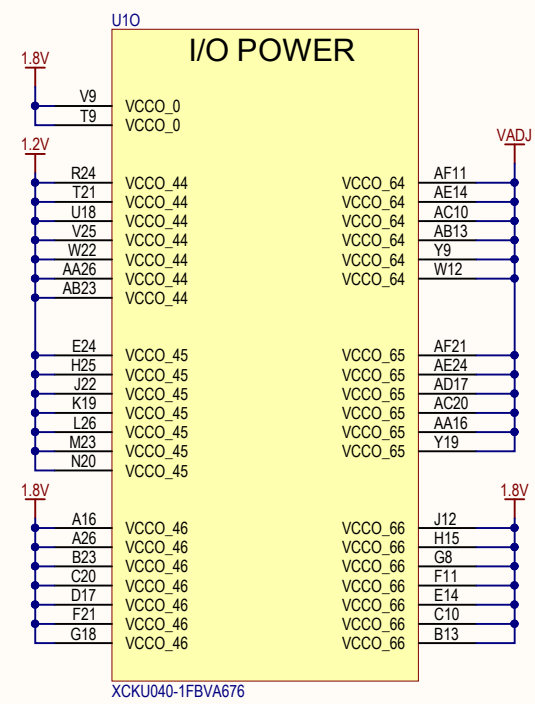 U1O
I/O POWER
1.8V
V9 VCCO_0
T9 VCCO_0
1.2V VADJ
R24 VCCO_44 VCCO_64 AF11
T21 VCCO_44 VCCO_64 AE14
U18 VCCO_44 VCCO_64 AC10
V25 VCCO_44 VCCO_64 AB13
W22 VCCO_44 VCCO_64 Y9
AA26 VCCO_44 VCCO_64 W12
AB23 VCCO_44
E24 VCCO_45 VCCO_65 AF21
H25 VCCO_45 VCCO_65 AE24
J22 VCCO_45 VCCO_65 AD17
K19 VCCO_45 VCCO_65 AC20
L26 VCCO_45 VCCO_65 AA16
M23 VCCO_45 VCCO_65 Y19
N20 VCCO_45
1.8V 1.8V
A16 VCCO_46 VCCO_66 J12
A26 VCCO_46 VCCO_66 H15
B23 VCCO_46 VCCO_66 G8
C20 VCCO_46 VCCO_66 F11
D17 VCCO_46 VCCO_66 E14
F21 VCCO_46 VCCO_66 C10
G18 VCCO_46 VCCO_66 B13
XCKU040-1FBVA676